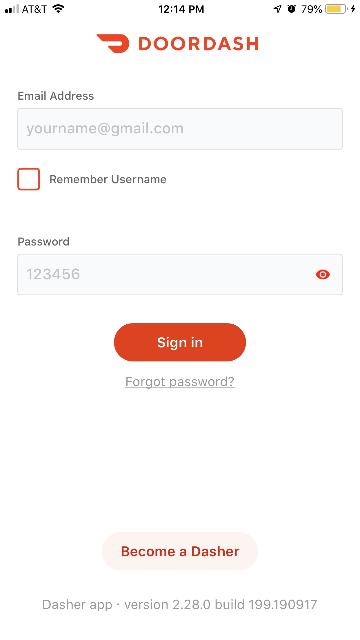 AT&T 12:14 PM 79%
DOORDASH
Email Address
yourname@gmail.com
Remember Username
Password
123456
Sign in
Forgot password?
Become a Dasher
Dasher app · version 2.28.0 build 199.190917